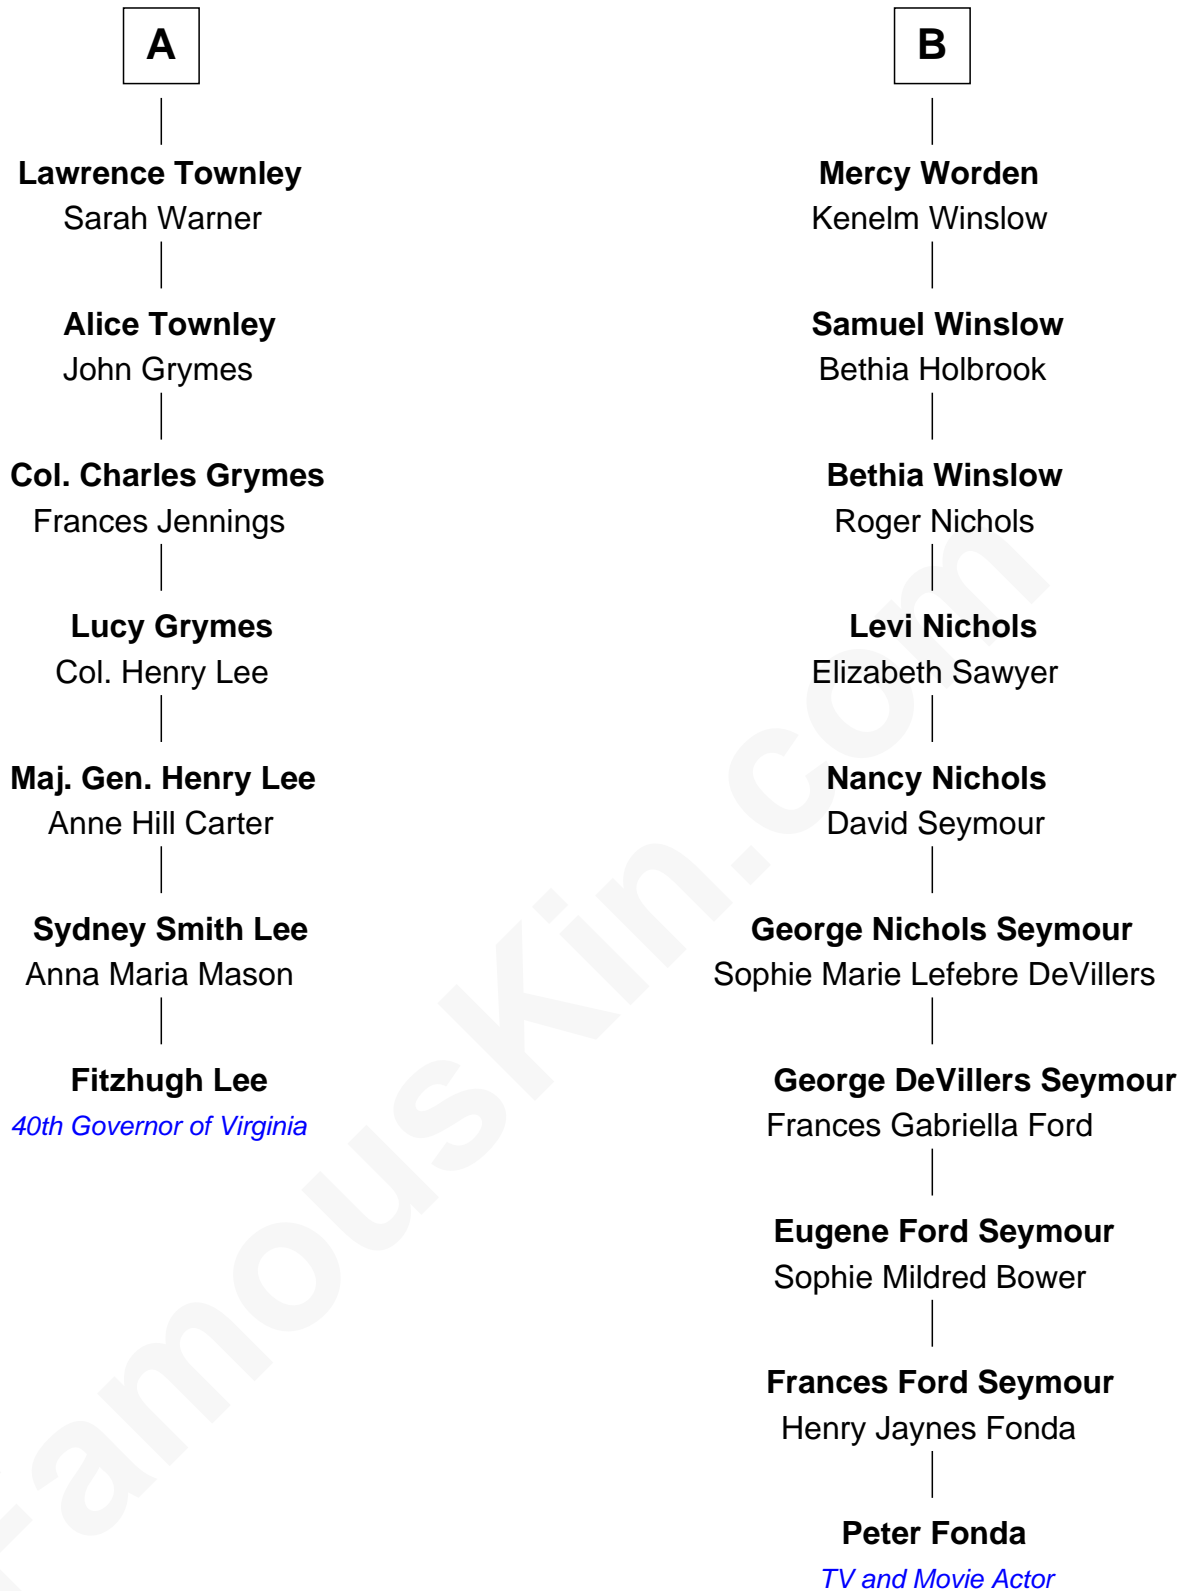 A
Lawrence Townley
Sarah Warner
Alice Townley
John Grymes
Col. Charles Grymes
Frances Jennings
Lucy Grymes
Col. Henry Lee
Maj. Gen. Henry Lee
Anne Hill Carter
Sydney Smith Lee
Anna Maria Mason
Fitzhugh Lee
40th Governor of Virginia
B
Mercy Worden
Kenelm Winslow
Samuel Winslow
Bethia Holbrook
Bethia Winslow
Roger Nichols
Levi Nichols
Elizabeth Sawyer
Nancy Nichols
David Seymour
George Nichols Seymour
Sophie Marie Lefebre DeVillers
George DeVillers Seymour
Frances Gabriella Ford
Eugene Ford Seymour
Sophie Mildred Bower
Frances Ford Seymour
Henry Jaynes Fonda
Peter Fonda
TV and Movie Actor
FamousKin.com